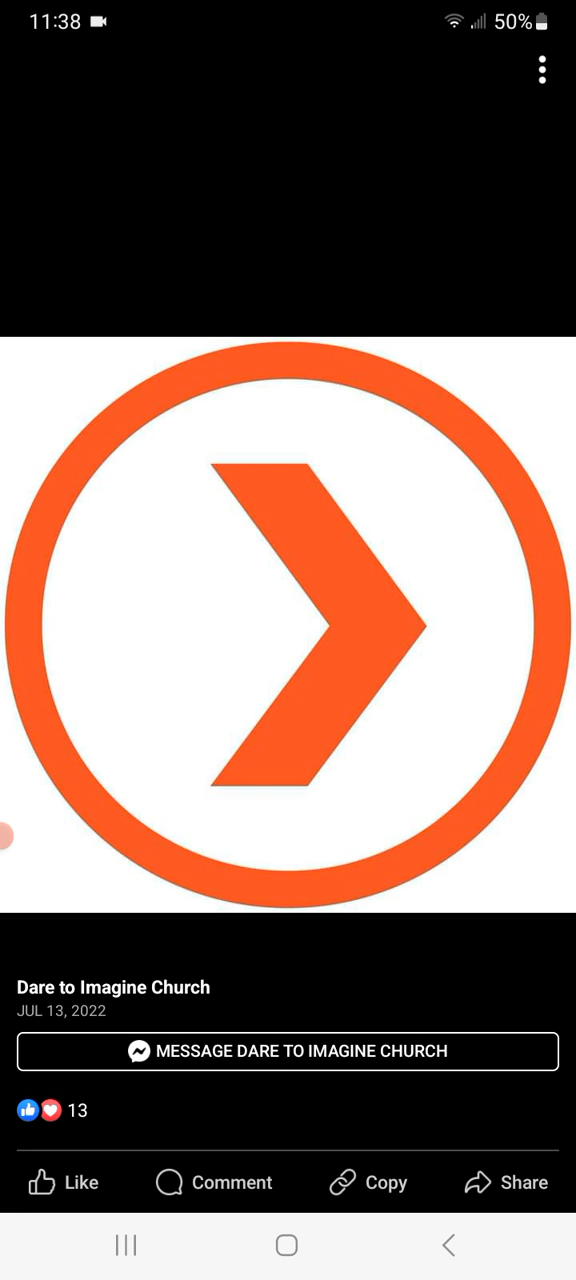 11:38 50%
Dare to Imagine Church
JUL 13, 2022
MESSAGE DARE TO IMAGINE CHURCH
13
Like Comment Copy Share